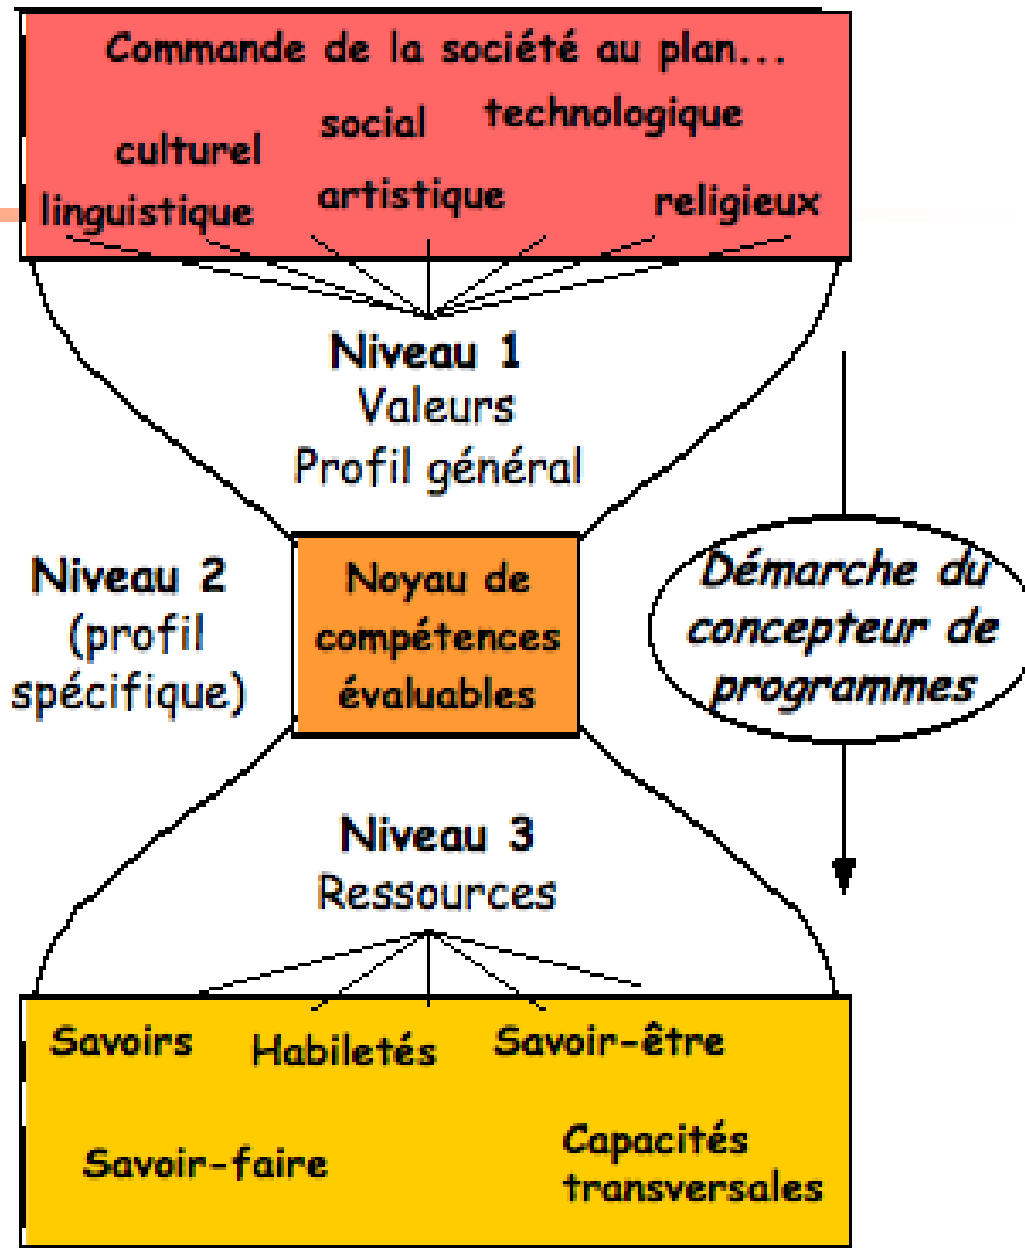 Commande de la société au plan...
culturel social technologique
linguistique artistique religieux
Niveau 1
Valeurs
Profil général
Niveau 2
(profil
spécifique)
Noyau de
compétences
évaluables
Démarche du
concepteur de
programmes
Niveau 3
Ressources
Savoirs Habiletés Savoir-être
Savoir-faire
Capacités
transversales